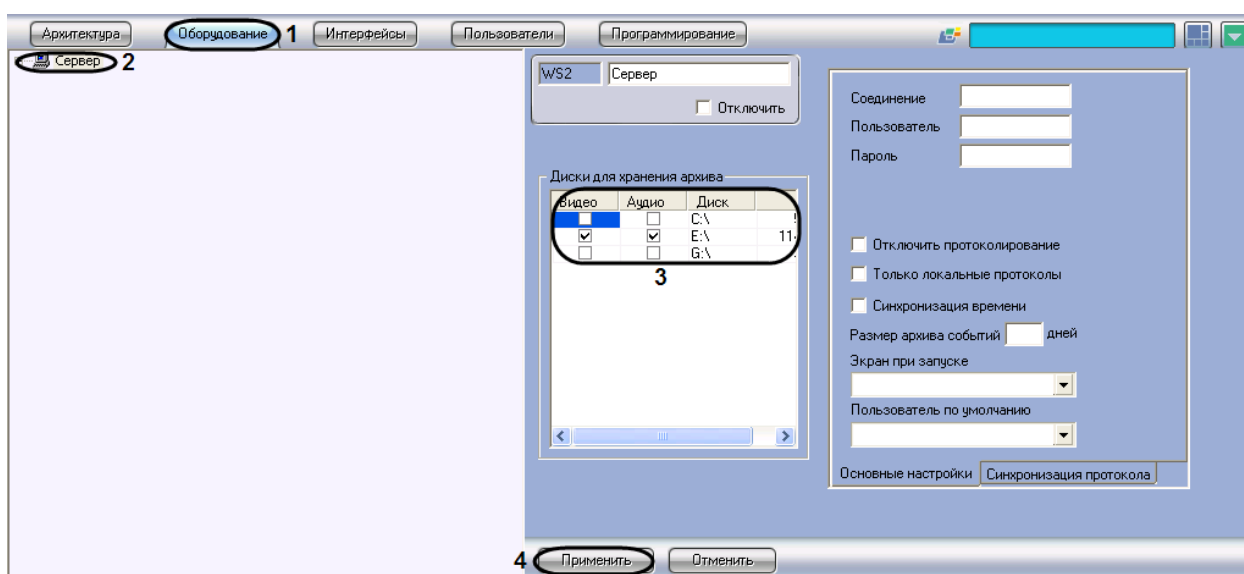 Архитектура Оборудование 1 Интерфейсы Пользователи Программирование
Сервер 2
WS2 Сервер
Отключить
Диски для хранения архива
Видео Аудио Диск
C:\
E:\ 11
G:\
3
Соединение
Пользователь
Пароль
Отключить протоколирование
Только локальные протоколы
Синхронизация времени
Размер архива событий дней
Экран при запуске
Пользователь по умолчанию
Основные настройки Синхронизация протокола
4 Применить Отменить